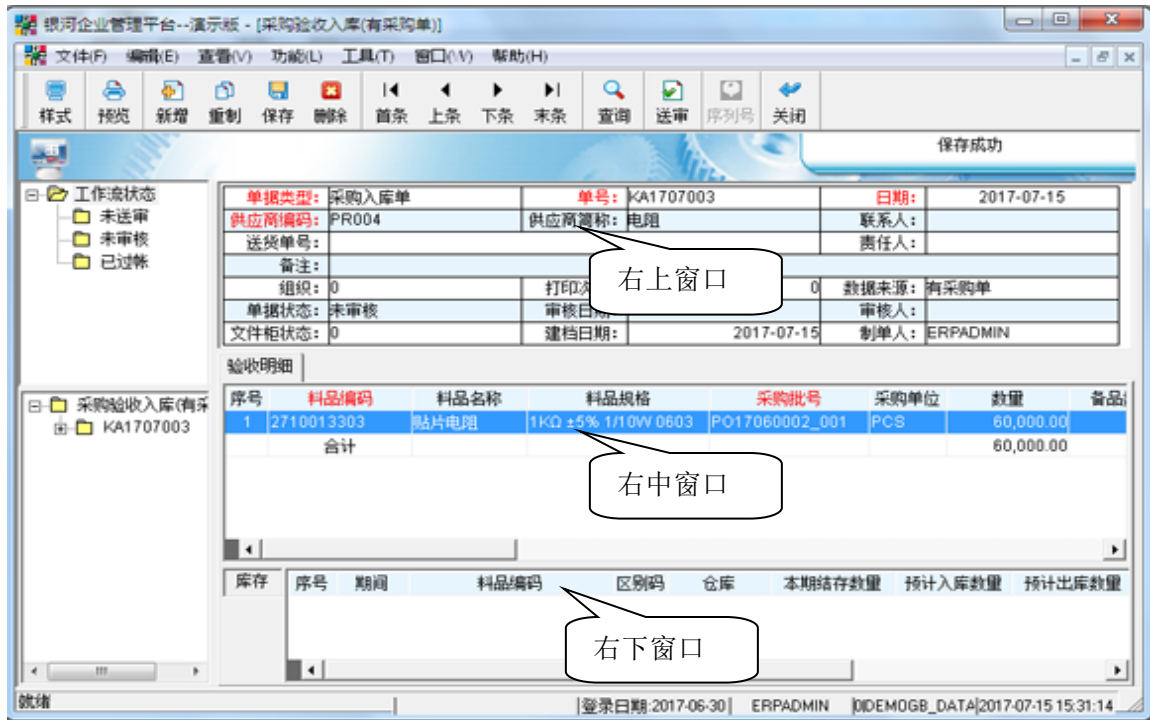 银河企业管理平台--演示版 - [采购验收入库(有采购单)]
文件(F) 编辑(E) 查看(V) 功能(L) 工具(T) 窗口(W) 帮助(H)
样式 预览 新增 重制 保存 删除 首条 上条 下条 末条 查询 送审 序列号 关闭
保存成功
工作流状态
未送审
未审核
已过帐
单据类型: 采购入库单 单号: KA1707003 日期: 2017-07-15
供应商编码: PR004 供应商简称: 电阻 联系人:
送货单号: 责任人:
备注:
右上窗口
组织: 0 打印 0 数据来源: 有采购单
单据状态: 未审核 审核日 审核人:
文件柜状态: 0 建档日期: 2017-07-15 制单人: ERPADMIN
验收明细
采购验收入库(有采
KA1707003
序号 料品编码 料品名称 料品规格 采购批号 采购单位 数量 备品
1 2710013303 贴片电阻 1KΩ ±5% 1/10W 0603 PO17060002_001 PCS 60,000.00
合计 60,000.00
右中窗口
库存 序号 期间 料品编码 区别码 仓库 本期结存数量 预计入库数量 预计出库数量
右下窗口
就绪 登录日期:2017-06-30 ERPADMIN 0|DEMOGB_DATA 2017-07-15 15:31:14